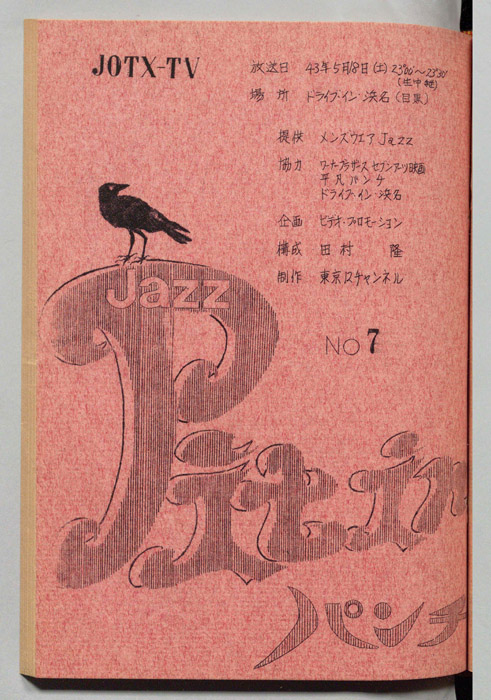 JOTX-TV
放送日 43年5月18日(土) 23°00'～23°30'
(生中継)
場所 ドライブ・イン・浜名(目黒)
提供 メンズウエア Jazz
協力 ワーナーブラザース セブンアーツ映画
平凡パンチ
ドライブ・イン・浜名
企画 ビデオ・プロモーション
構成 田村 隆
制作 東京12チャンネル
Jazz
NO 7
Pit in
パンチ